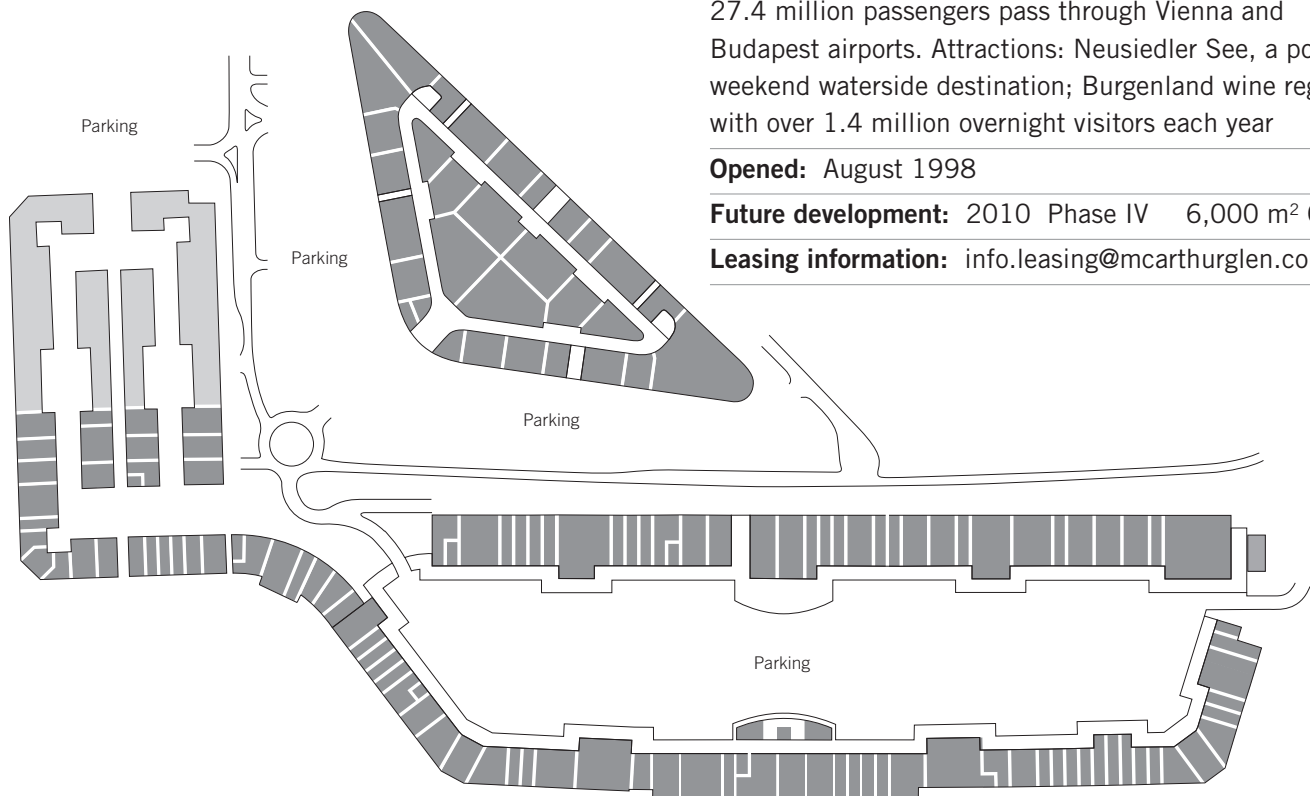 27.4 million passengers pass through Vienna and
Budapest airports. Attractions: Neusiedler See, a
weekend waterside destination; Burgenland wine
with over 1.4 million overnight visitors each year
Opened: August 1998
Future development: 2010 Phase IV 6,000 m²
Leasing information: info.leasing@mcarthurglen.co
Parking
Parking
Parking
Parking